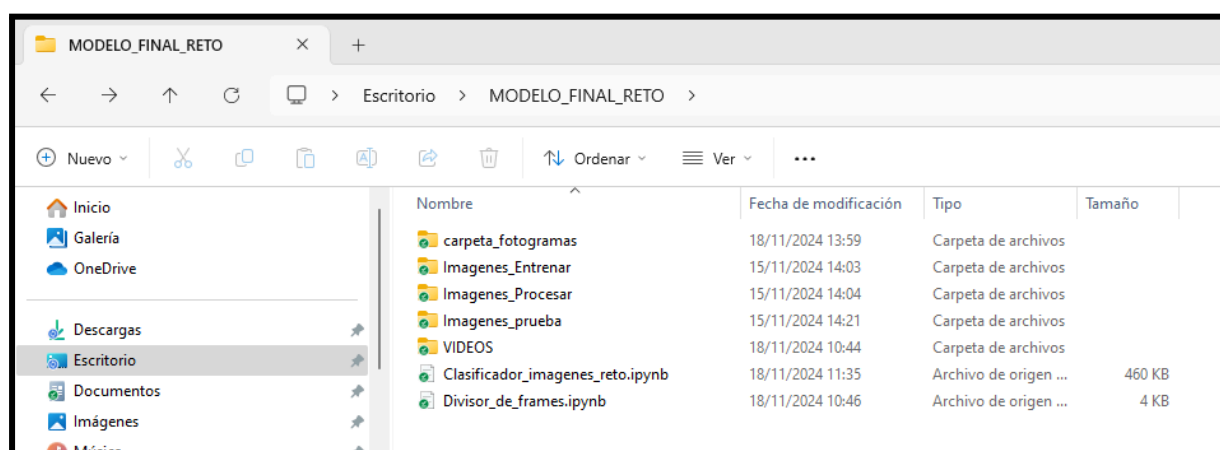 MODELO_FINAL_RETO
Escritorio > MODELO_FINAL_RETO >
Nuevo Ordenar Ver ...
Inicio
Galería
OneDrive
Descargas
Escritorio
Documentos
Imágenes
Nombre Fecha de modificación Tipo Tamaño
carpeta_fotogramas 18/11/2024 13:59 Carpeta de archivos
Imagenes_Entrenar 15/11/2024 14:03 Carpeta de archivos
Imagenes_Procesar 15/11/2024 14:04 Carpeta de archivos
Imagenes_prueba 15/11/2024 14:21 Carpeta de archivos
VIDEOS 18/11/2024 10:44 Carpeta de archivos
Clasificador_imagenes_reto.ipynb 18/11/2024 11:35 Archivo de origen ... 460 KB
Divisor_de_frames.ipynb 18/11/2024 10:46 Archivo de origen ... 4 KB